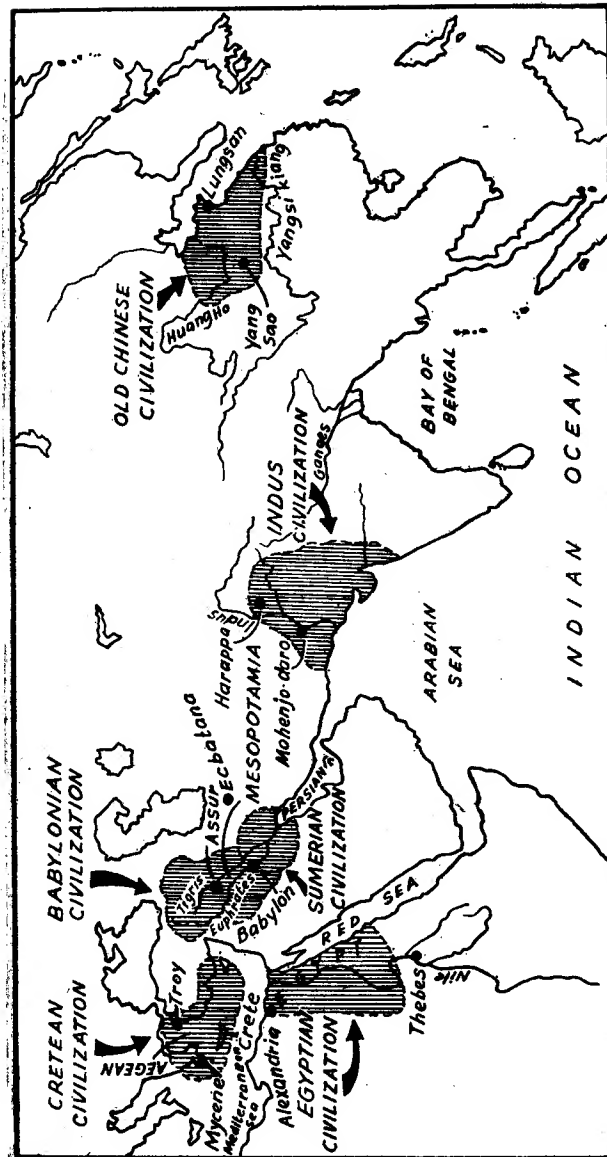 CRETEAN
CIVILIZATION
BABYLONIAN
CIVILIZATION
OLD CHINESE
CIVILIZATION
AEGEAN
Troy
Mycene
Mediterranean
Sea
Crete
Alexandria
EGYPTIAN
CIVILIZATION
Thebes
Nile
RED SEA
Tigris
Euphrates
ASSUR
Ecbatana
MESOPOTAMIA
Babylon
SUMERIAN
CIVILIZATION
PERSIAN
Harappa
Indus
Mohenjo-daro
INDUS
CIVILIZATION
Ganges
ARABIAN
SEA
BAY OF
BENGAL
INDIAN OCEAN
Huang Ho
Yang
Sao
Lungsan
Yangsi kiang